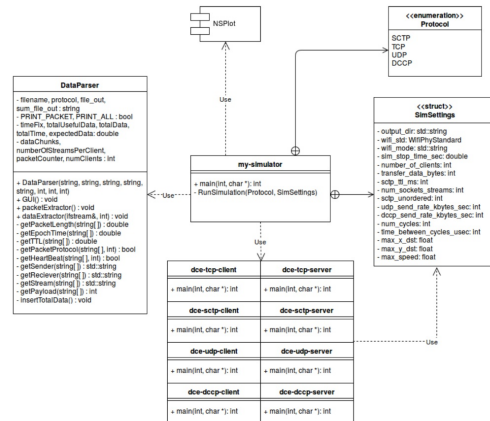 NSPlot
<<enumeration>>
Protocol
SCTP
TCP
UDP
DCCP
Use
DataParser
- filename, protocol, file_out,
sum_file_out : string
- PRINT_PACKET, PRINT_ALL : bool
- timeFix, totalUsefulData, totalData,
totalTime, expectedData: double
- dataChunks,
numberOfStreamsPerClient,
packetCounter, numClients : int
+ DataParser(string, string, string, string,
string, int, int, int)
+ GUI() : void
+ packetExtractor() : void
+ dataExtractor(ifstream&, int) : void
- getPacketLength(string[ ]) : double
- getEpochTime(string[ ]) : double
- getTTL(string[ ]) : double
- getPacketProtocol(string[ ], int) : bool
- getHeartBeat(string[ ], int) : bool
- getSender(string[ ]) : std::string
- getReciever(string[ ]) : std::string
- getStream(string[ ]) : std::string
- getPayload(string[ ]) : int
- insertTotalData() : void
Use
my-simulator
+ main(int, char *): int
- RunSimulation(Protocol, SimSettings)
<<struct>>
SimSettings
- output_dir: std::string
- wifi_std: WifiPhyStandard
- wifi_mode: std::string
- sim_stop_time_sec: double
- number_of_clients: int
- transfer_data_bytes: int
- sctp_ttl_ms: int
- num_sockets_streams: int
- sctp_unordered: int
- udp_send_rate_kbytes_sec: int
- dccp_send_rate_kbytes_sec: int
- num_cycles: int
- time_between_cycles_usec: int
- max_x_dst: float
- max_y_dst: float
- max_speed: float
Use
dce-tcp-client
+ main(int, char *): int
dce-tcp-server
+ main(int, char *): int
dce-sctp-client
+ main(int, char *): int
dce-sctp-server
+ main(int, char *): int
dce-udp-client
+ main(int, char *): int
dce-udp-server
+ main(int, char *): int
dce-dccp-client
+ main(int, char *): int
dce-dccp-server
+ main(int, char *): int
Use